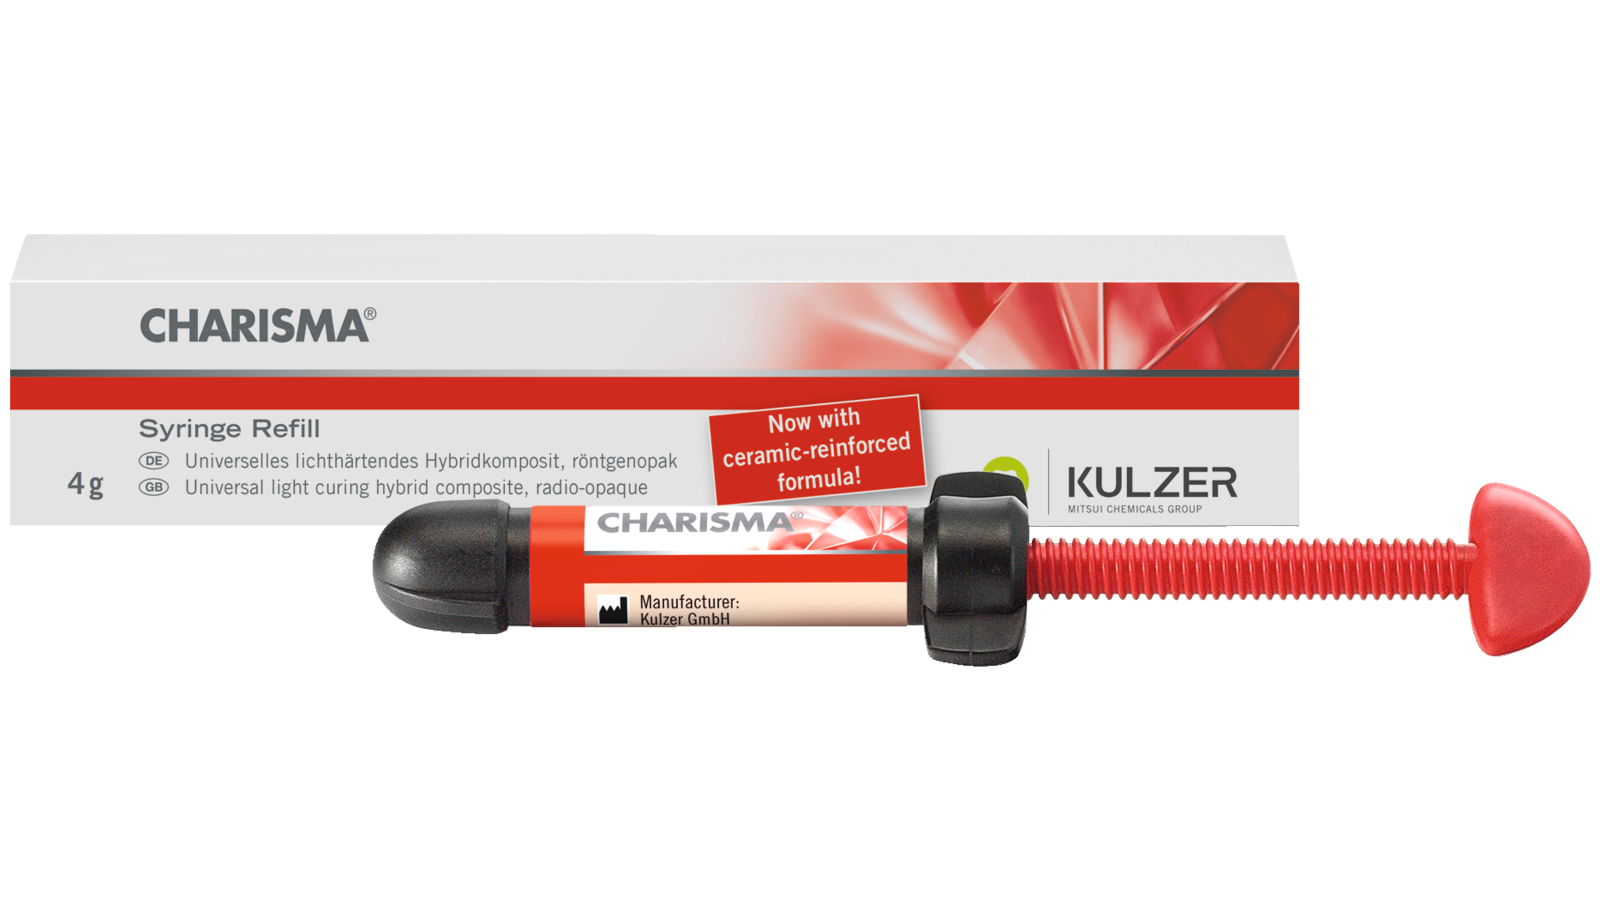 CHARISMA®
Syringe Refill
4g
DE Universelles lichthärtendes Hybridkomposit, röntgenopak
GB Universal light curing hybrid composite, radio-opaque
Now with
ceramic-reinforced
formula!
KULZER
MITSUI CHEMICALS GROUP
CHARISMA®
Manufacturer:
Kulzer GmbH